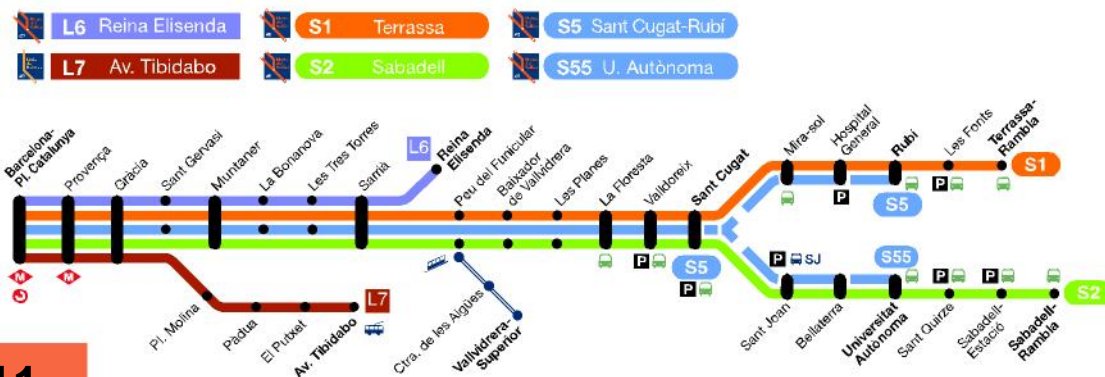 L6 Reina Elisenda
S1 Terrassa
S5 Sant Cugat-Rubí
L7 Av. Tibidabo
S2 Sabadell
S55 U. Autònoma
Barcelona-
Pl. Catalunya
Provença
Gràcia
Sant Gervasi
Muntaner
La Bonanova
Les Tres Torres
Sarrià
L6
Reina
Elisenda
Peu del Funicular
Baixador
de Vallvidrera
Les Planes
La Floresta
Valldoreix
Sant Cugat
Mira-sol
Hospital
General
Rubí
Les Fonts
Terrassa-
Rambla
S1
P
P
S5
M
M
P
S5
P
P SJ
S55
P
P
S2
Pl. Molina
Pàdua
El Putxet
Av. Tibidabo
L7
Ctra. de les Aigües
Vallvidrera-
Superior
Sant Joan
Bellaterra
Universitat
Autònoma
Sant Quirze
Sabadell-
Estació
Sabadell-
Rambla